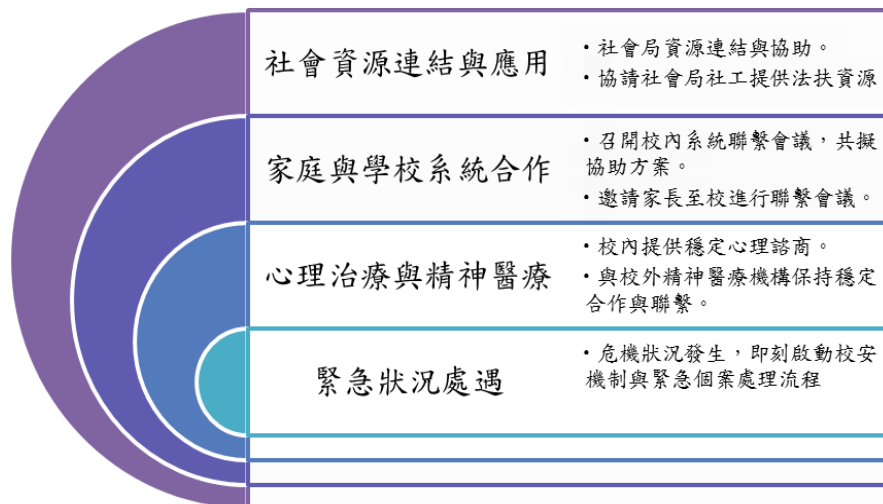 社會資源連結與應用
・社會局資源連結與協助。
・協請社會局社工提供法扶資源
家庭與學校系統合作
・召開校內系統聯繫會議，共擬
協助方案。
・邀請家長至校進行聯繫會議。
心理治療與精神醫療
・校內提供穩定心理諮商。
・與校外精神醫療機構保持穩定
合作與聯繫。
緊急狀況處遇
・危機狀況發生，即刻啟動校安
機制與緊急個案處理流程